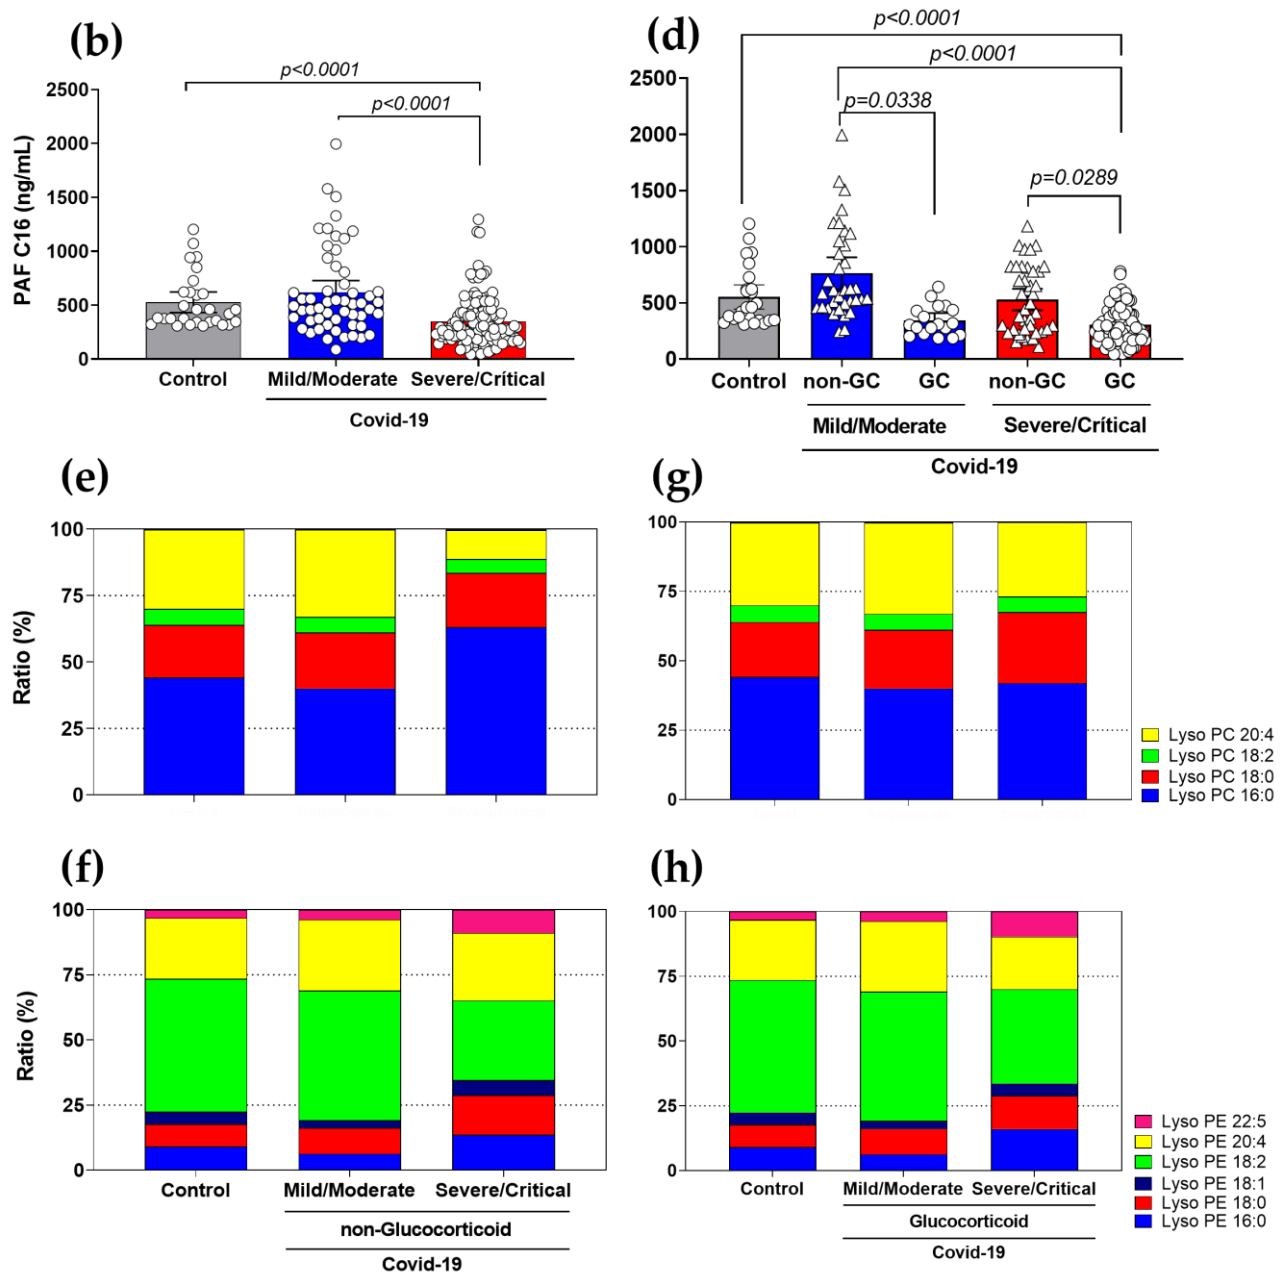 (b)
p<0.0001
p<0.0001
PAF C16 (ng/mL)
2500
2000
1500
1000
500
0
Control
Mild/Moderate
Severe/Crítical
Covid-19
(d)
p<0.0001
p<0.0001
p=0.0338
p=0.0289
2500
2000
1500
1000
500
0
Control
non-GC
GC
non-GC
GC
Mild/Moderate
Severe/Crítical
Covid-19
(e)
Ratio (%)
100
75
50
25
0
(g)
100
75
50
25
0
Lyso PC 20:4
Lyso PC 18:2
Lyso PC 18:0
Lyso PC 16:0
(f)
Ratio (%)
100
75
50
25
0
Control
Mild/Moderate
Severe/Critical
non-Glucocorticoid
Covid-19
(h)
100
75
50
25
0
Control
Mild/Moderate
Severe/Critical
Glucocorticoid
Covid-19
Lyso PE 22:5
Lyso PE 20:4
Lyso PE 18:2
Lyso PE 18:1
Lyso PE 18:0
Lyso PE 16:0